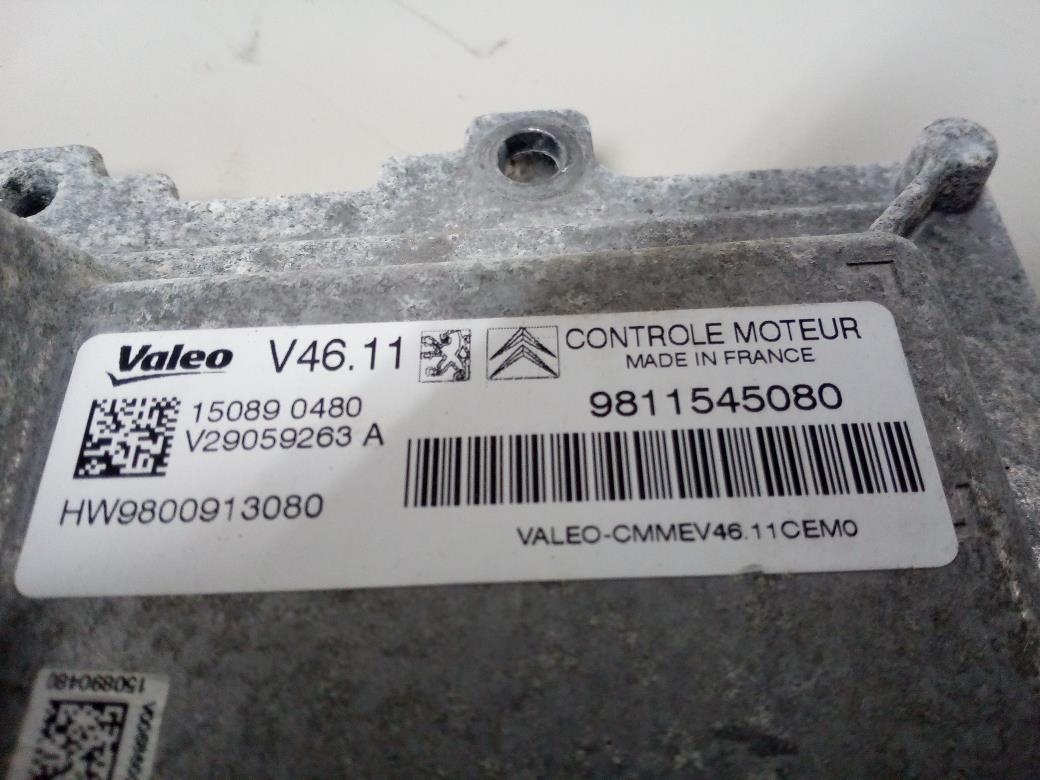 Valeo V46.11 CONTROLE MOTEUR
MADE IN FRANCE
15089 0480 9811545080
V29059263 A
HW9800913080
VALEO-CMMEV46.11CEM0
150890480